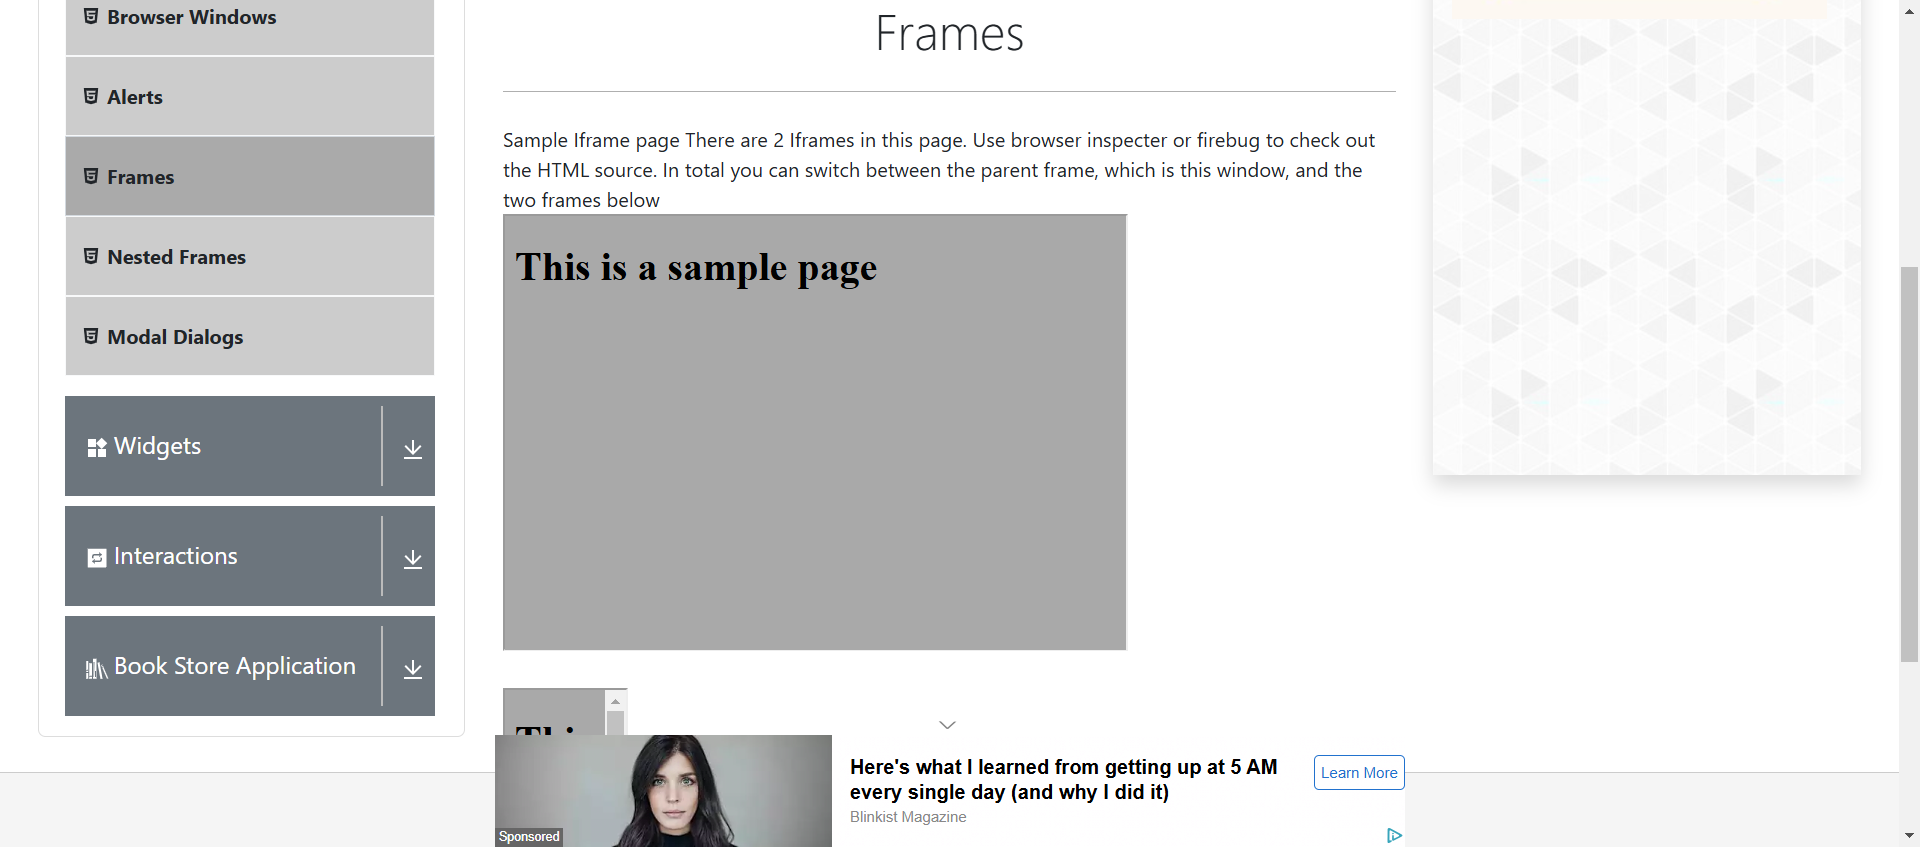 Browser Windows
Alerts
Frames
Nested Frames
Modal Dialogs
Widgets
Interactions
Book Store Application
Frames
Sample Iframe page There are 2 Iframes in this page. Use browser inspecter or firebug to check out
the HTML source. In total you can switch between the parent frame, which is this window, and the
two frames below
This is a sample page
Thi
Sponsored
Here's what I learned from getting up at 5 AM
every single day (and why I did it)
Blinkist Magazine
Learn More